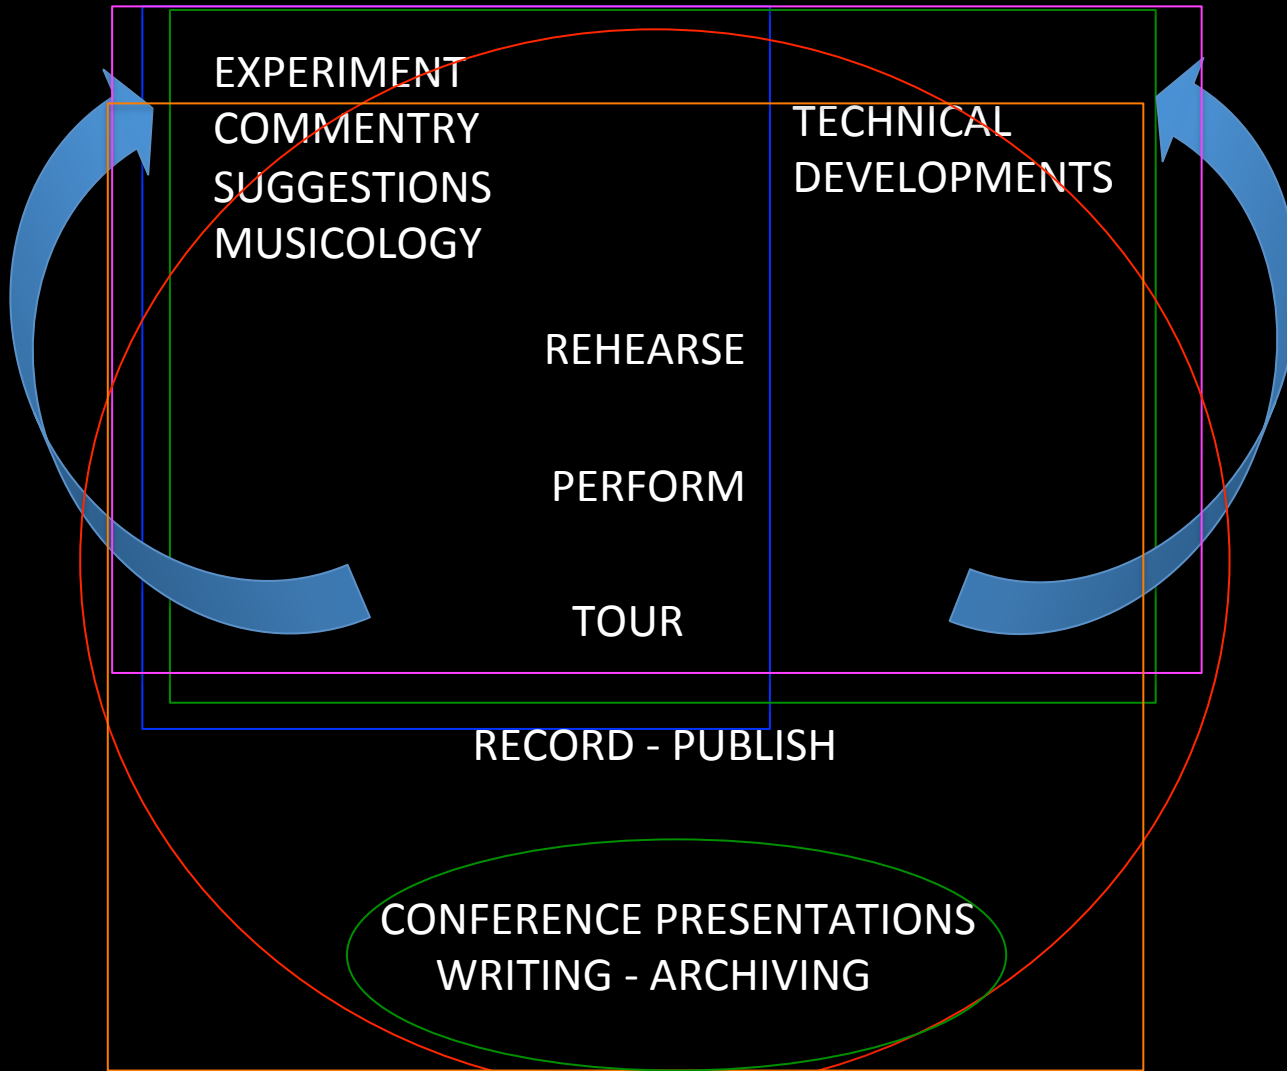 EXPERIMENT
COMMENTRY
SUGGESTIONS
MUSICOLOGY
TECHNICAL
DEVELOPMENTS
REHEARSE
PERFORM
TOUR
RECORD - PUBLISH
CONFERENCE PRESENTATIONS
WRITING - ARCHIVING